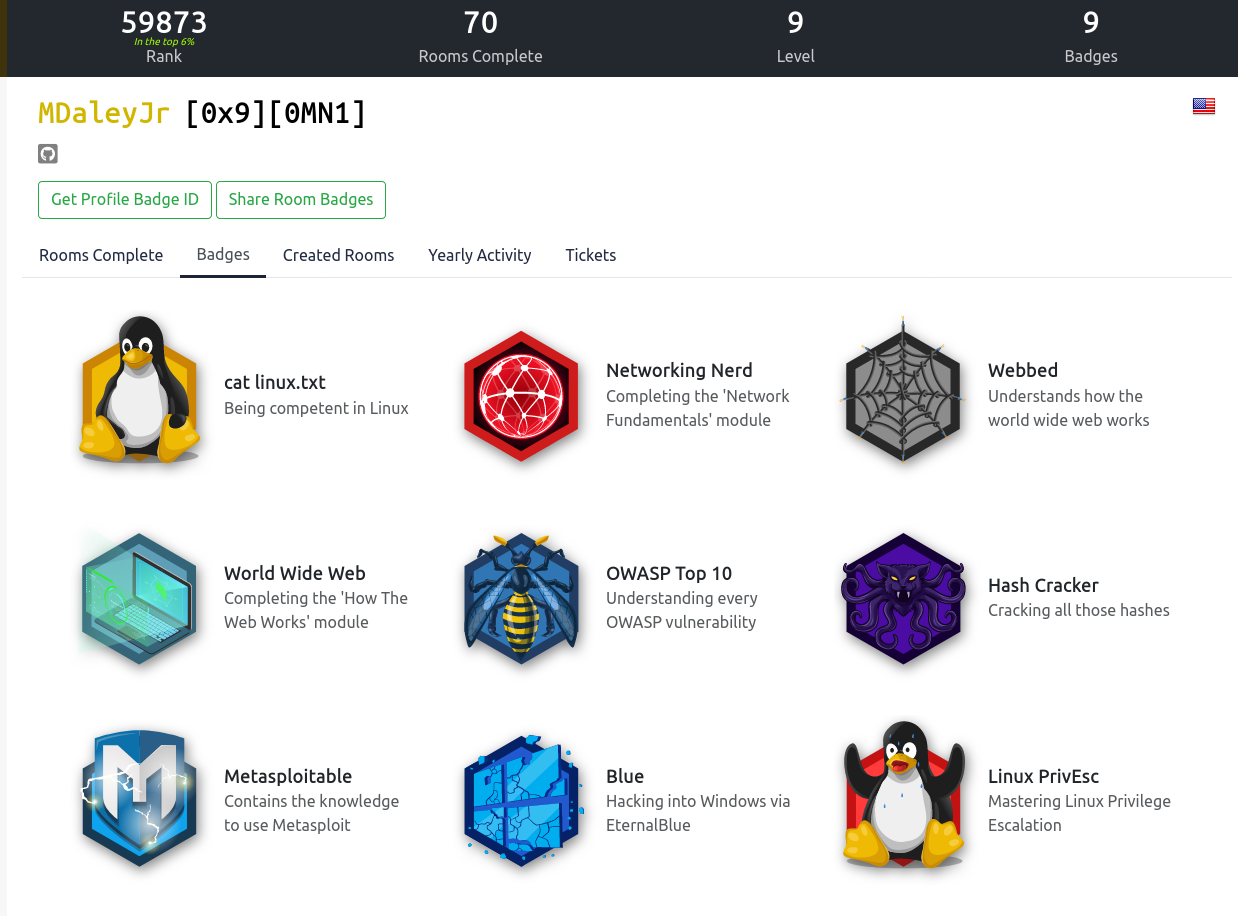 59873
In the top 6%
Rank
70
Rooms Complete
9
Level
9
Badges
MDaleyJr [0x9][0MN1]
Get Profile Badge ID
Share Room Badges
Rooms Complete
Badges
Created Rooms
Yearly Activity
Tickets
cat linux.txt
Being competent in Linux
Networking Nerd
Completing the 'Network
Fundamentals' module
Webbed
Understands how the
world wide web works
World Wide Web
Completing the 'How The
Web Works' module
OWASP Top 10
Understanding every
OWASP vulnerability
Hash Cracker
Cracking all those hashes
M
Metasploitable
Contains the knowledge
to use Metasploit
Blue
Hacking into Windows via
EternalBlue
Linux PrivEsc
Mastering Linux Privilege
Escalation